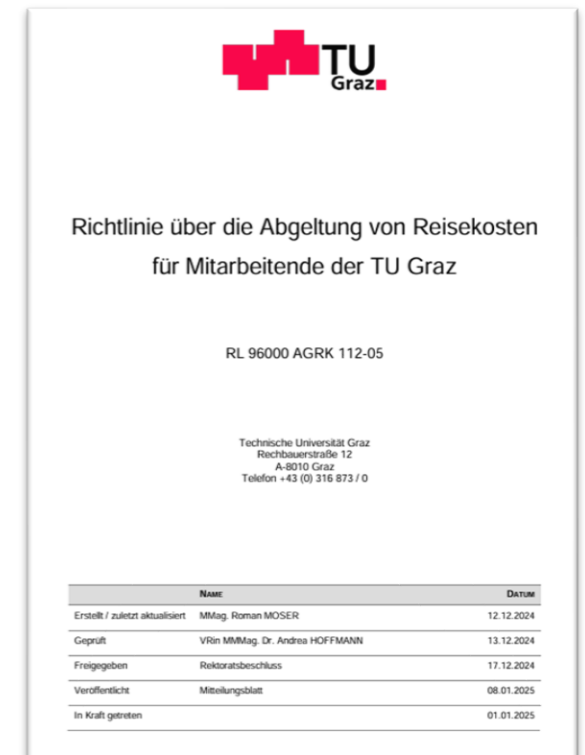 TU
Graz
Richtlinie über die Abgeltung von Reisekosten
für Mitarbeitende der TU Graz
RL 96000 AGRK 112-05
Technische Universität Graz
Rechbauerstraße 12
A-8010 Graz
Telefon +43 (0) 316 873 / 0
NAME DATUM
Erstellt / zuletzt aktualisiert MMag. Roman MOSER 12.12.2024
Geprüft VRin MMMag. Dr. Andrea HOFFMANN 13.12.2024
Freigegeben Rektoratsbeschluss 17.12.2024
Veröffentlicht Mitteilungsblatt 08.01.2025
In Kraft getreten 01.01.2025